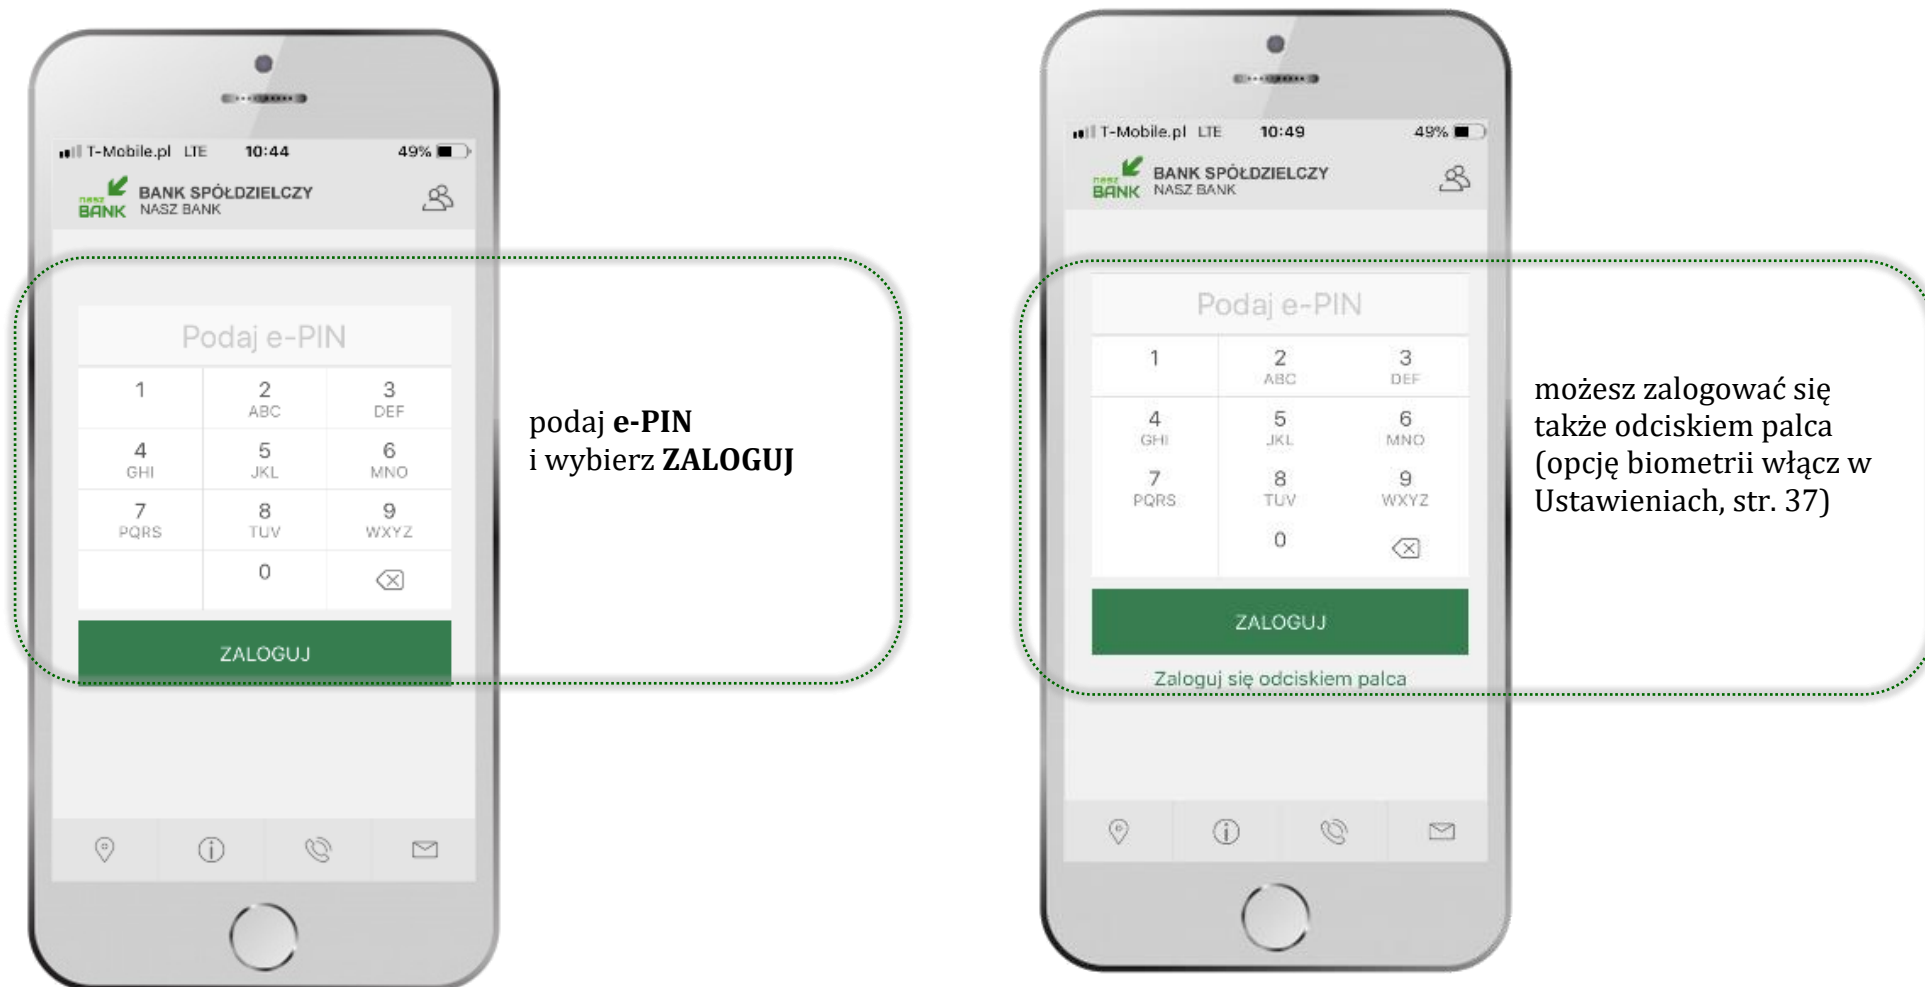 T-Mobile.pl LTE 10:44 49%
nasz
BANK
BANK SPÓŁDZIELCZY
NASZ BANK
Podaj e-PIN
1 2 3
ABC DEF
4 5 6
GHI JKL MNO
7 8 9
PQRS TUV WXYZ
0
ZALOGUJ
podaj e-PIN
i wybierz ZALOGUJ
T-Mobile.pl LTE 10:49 49%
nasz
BANK
BANK SPÓŁDZIELCZY
NASZ BANK
Podaj e-PIN
1 2 3
ABC DEF
4 5 6
GHI JKL MNO
7 8 9
PQRS TUV WXYZ
0
ZALOGUJ
Zaloguj się odciskiem palca
możesz zalogować się
także odciskiem palca
(opcję biometrii włącz w
Ustawieniach, str. 37)